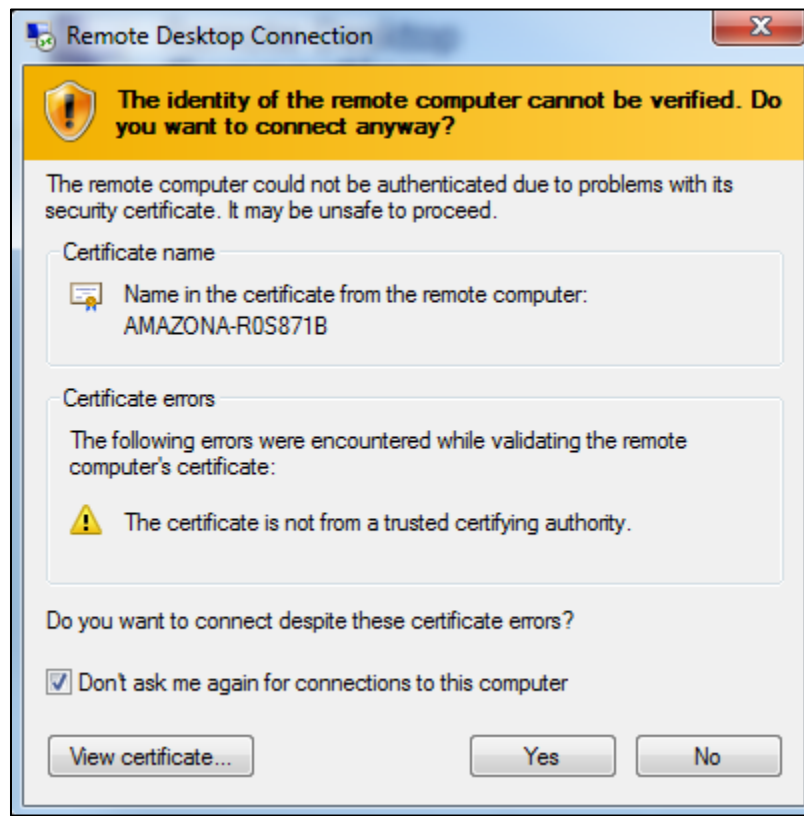 Remote Desktop Connection
The identity of the remote computer cannot be verified. Do
you want to connect anyway?
The remote computer could not be authenticated due to problems with its
security certificate. It may be unsafe to proceed.
Certificate name
Name in the certificate from the remote computer:
AMAZONA-R0S871B
Certificate errors
The following errors were encountered while validating the remote
computer's certificate:
The certificate is not from a trusted certifying authority.
Do you want to connect despite these certificate errors?
Don't ask me again for connections to this computer
View certificate...
Yes
No